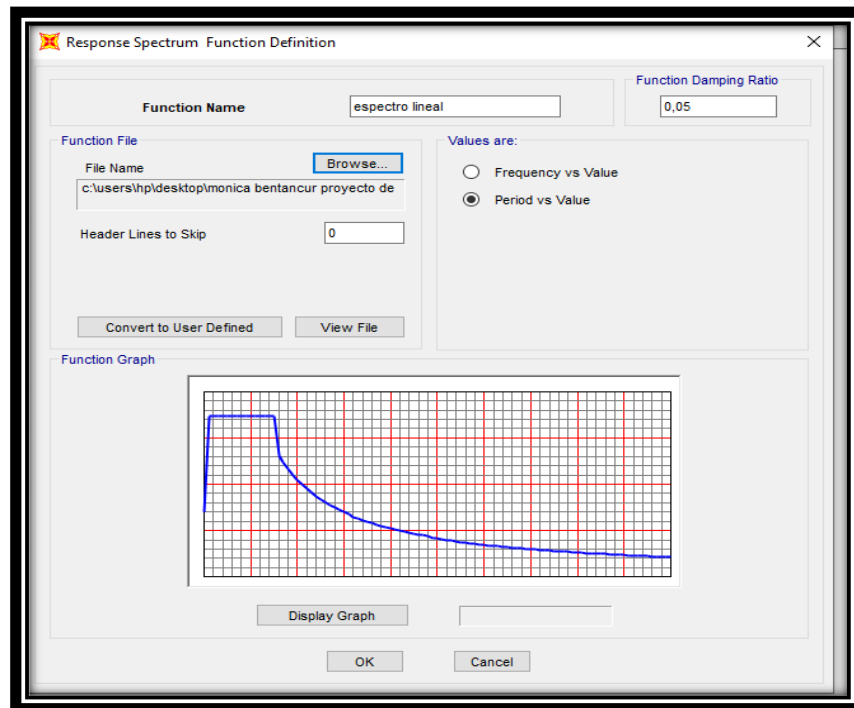 Response Spectrum Function Definition
Function Damping Ratio
Function Name
espectro lineal
0,05
Function File
Values are:
File Name
Browse...
Frequency vs Value
c:\users\hp\desktop\monica bentancur proyecto de
Period vs Value
Header Lines to Skip
0
Convert to User Defined
View File
Function Graph
Display Graph
OK
Cancel